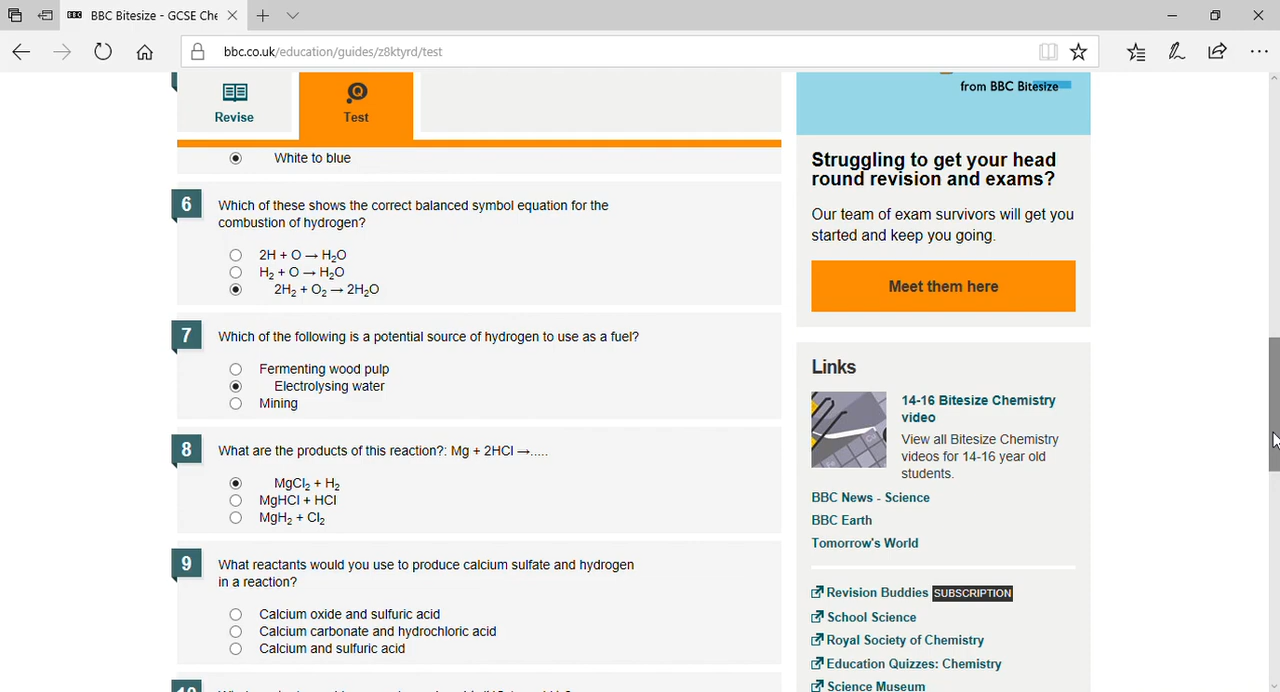 BBC Bitesize - GCSE Che
bbc.co.uk/education/guides/z8ktyrd/test
Revise
Test
White to blue
6
Which of these shows the correct balanced symbol equation for the
combustion of hydrogen?
2H + O → H₂O
H₂ + O → H₂O
2H₂ + O₂ → 2H₂O
7
Which of the following is a potential source of hydrogen to use as a fuel?
Fermenting wood pulp
Electrolysing water
Mining
8
What are the products of this reaction?: Mg + 2HCl →.....
MgCl₂ + H₂
MgHCl + HCl
MgH₂ + Cl₂
9
What reactants would you use to produce calcium sulfate and hydrogen
in a reaction?
Calcium oxide and sulfuric acid
Calcium carbonate and hydrochloric acid
Calcium and sulfuric acid
10
from BBC Bitesize
Struggling to get your head
round revision and exams?
Our team of exam survivors will get you
started and keep you going.
Meet them here
Links
14-16 Bitesize Chemistry
video
View all Bitesize Chemistry
videos for 14-16 year old
students.
BBC News - Science
BBC Earth
Tomorrow's World
Revision Buddies SUBSCRIPTION
School Science
Royal Society of Chemistry
Education Quizzes: Chemistry
Science Museum